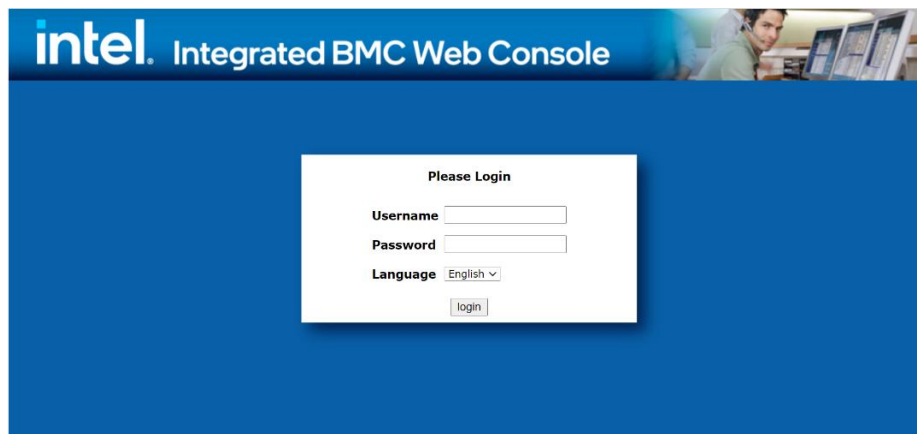 intel. Integrated BMC Web Console
Please Login
Username
Password
Language English
login